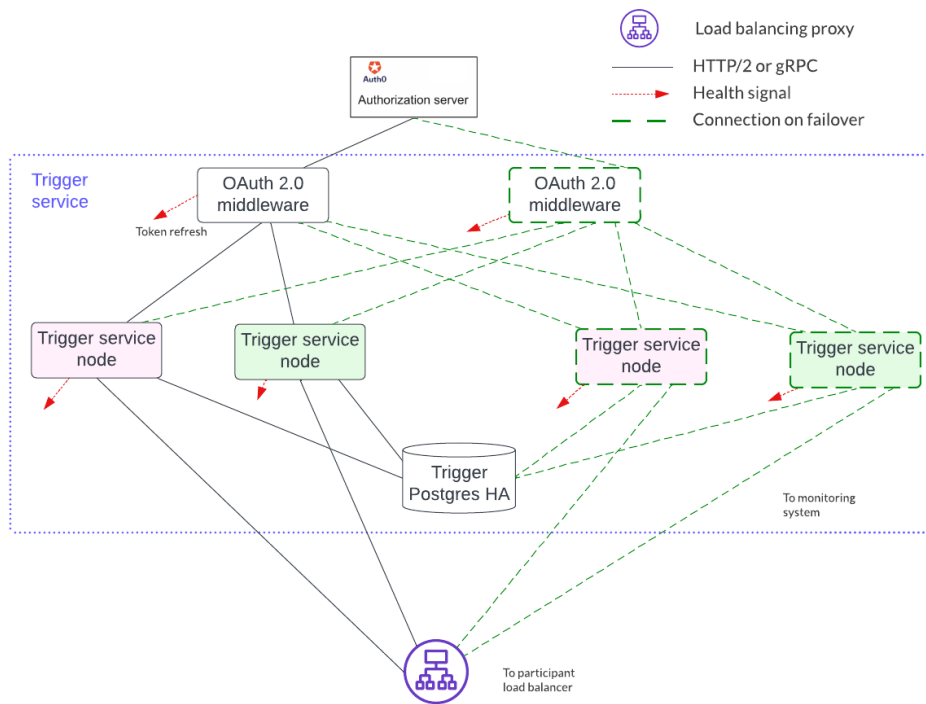 Load balancing proxy
HTTP/2 or gRPC
Health signal
Connection on failover
Auth0
Authorization server
Trigger
service
OAuth 2.0
middleware
OAuth 2.0
middleware
Token refresh
Trigger service
node
Trigger service
node
Trigger service
node
Trigger service
node
Trigger
Postgres HA
To monitoring
system
To participant
load balancer